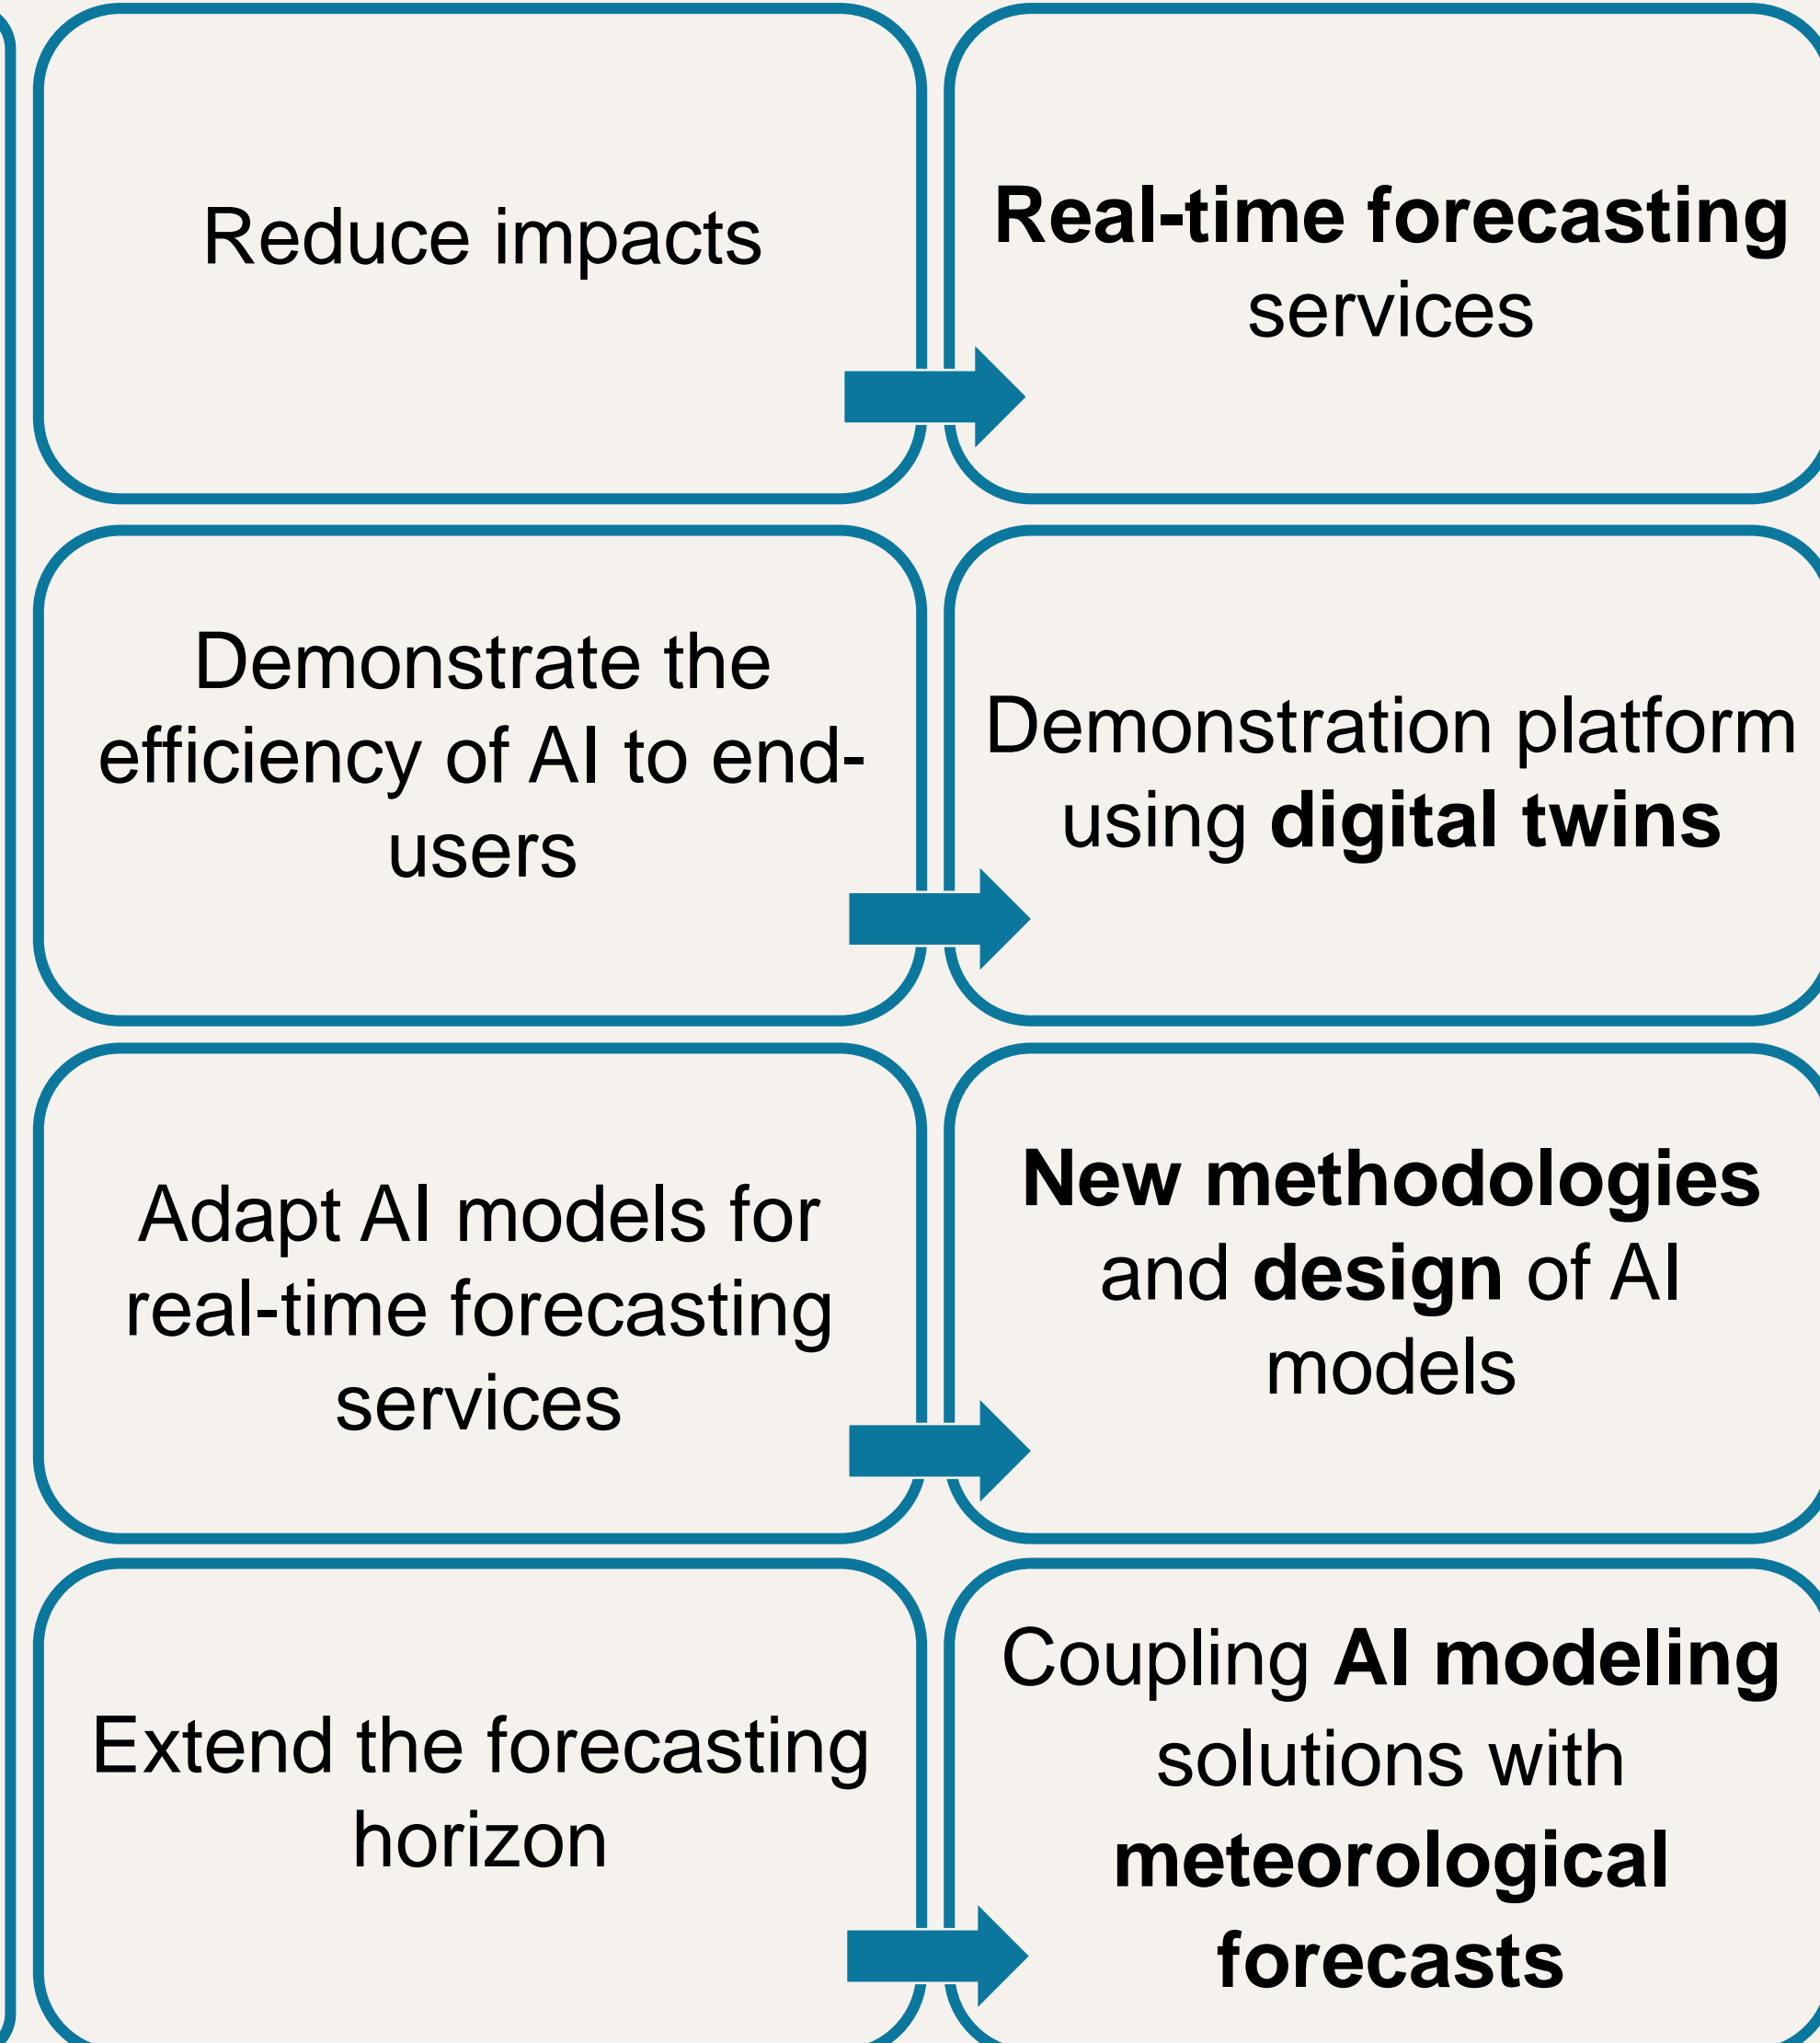 Reduce impacts
Real-time forecasting
services
Demonstrate the
efficiency of AI to end-
users
Demonstration platform
using digital twins
Adapt AI models for
real-time forecasting
services
New methodologies
and design of AI
models
Extend the forecasting
horizon
Coupling AI modeling
solutions with
meteorological
forecasts